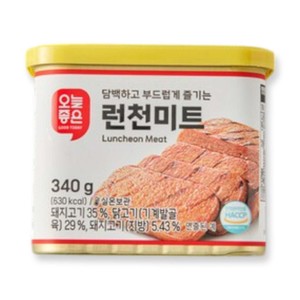 오늘
좋은
담백하고 부드럽게 즐기는
런천미트
Luncheon Meat
340 g
(630 kcal) / 실온보관
돼지고기 35 %, 닭고기(기계발골
육) 29 %, 돼지고기(지방) 5.43 %
HACCP